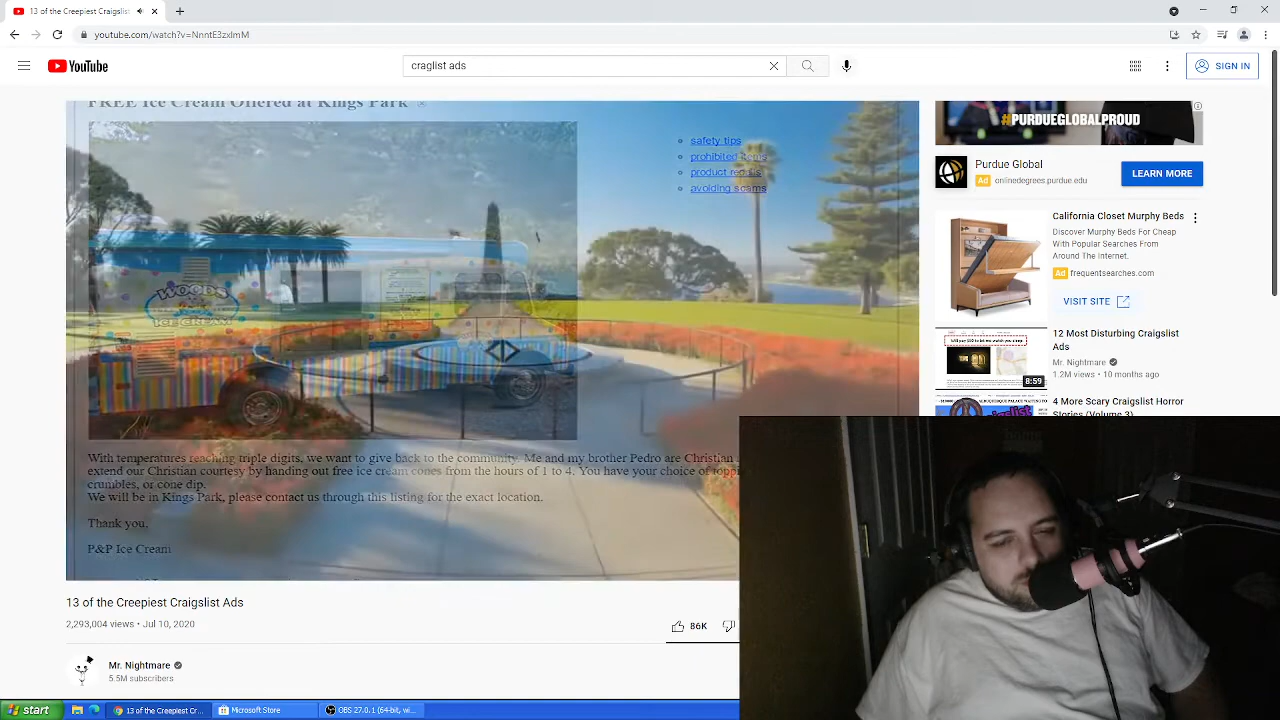 13 of the Creepiest Craigslist
youtube.com/watch?v=NnntE3zxImM
YouTube
craglist ads
SIGN IN
FREE Ice Cream Offered at Kings Park
safety tips
prohibited items
product recalls
avoiding scams
WOODS
ICE CREAM
With temperatures reaching triple digits, we want to give back to the community. Me and my brother Pedro are Christian
extend our Christian courtesy by handing out free ice cream cones from the hours of 1 to 4. You have your choice of
crumbles, or cone dip.
We will be in Kings Park, please contact us through this listing for the exact location.
Thank you,
P&P Ice Cream
#PURDUEGLOBALPROUD
Purdue Global
Ad onlinedegrees.purdue.edu
LEARN MORE
California Closet Murphy Beds
Discover Murphy Beds For Cheap
With Popular Searches From
Around The Internet.
Ad frequentsearches.com
VISIT SITE
8:59
12 Most Disturbing Craigslist
Ads
Mr. Nightmare
1.2M views • 10 months ago
4 More Scary Craigslist Horror
Stories (Volume 3)
13 of the Creepiest Craigslist Ads
2,293,004 views • Jul 10, 2020
86K
Mr. Nightmare
5.5M subscribers
start
13 of the Creepiest Cr...
Microsoft Store
OBS 27.0.1 (64-bit, wi...